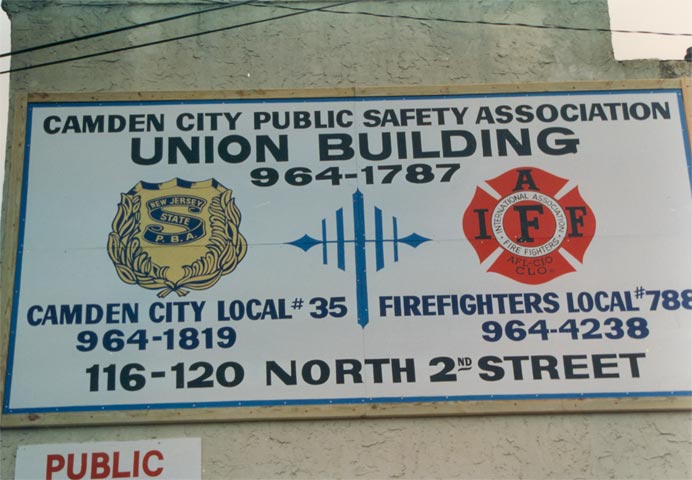 CAMDEN CITY PUBLIC SAFETY ASSOCIATION
UNION BUILDING
964-1787
NEW JERSEY
STATE
S
P.B.A.
A
INTERNATIONAL ASSOCIATION
I F F
FIRE FIGHTERS
AFL-CIO
CLC
CAMDEN CITY LOCAL #35
964-1819
FIREFIGHTERS LOCAL #788
964-4238
116-120 NORTH 2ND STREET
PUBLIC